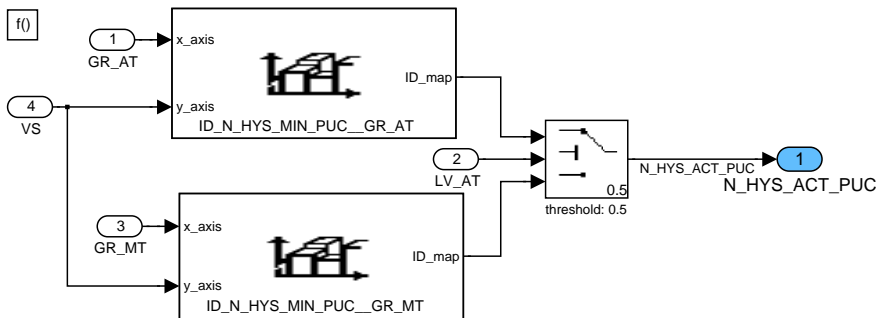 f()
1
GR_AT
x_axis
y_axis
ID_map
ID_N_HYS_MIN_PUC__GR_AT
4
VS
2
LV_AT
0.5
threshold: 0.5
N_HYS_ACT_PUC
1
N_HYS_ACT_PUC
3
GR_MT
x_axis
y_axis
ID_map
ID_N_HYS_MIN_PUC__GR_MT